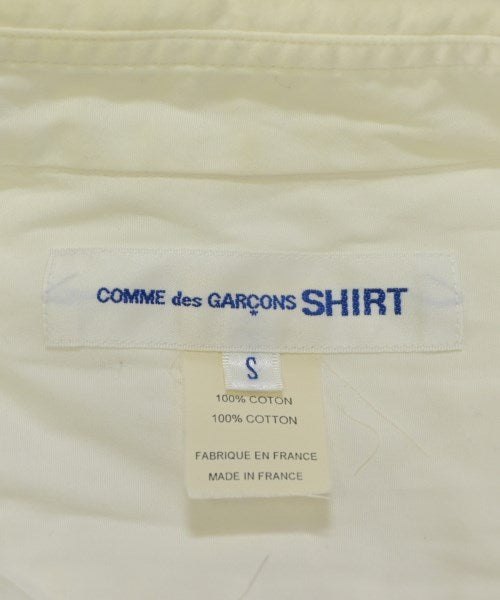 COMME des GARÇONS SHIRT
S
100% COTON
100% COTTON
FABRIQUE EN FRANCE
MADE IN FRANCE